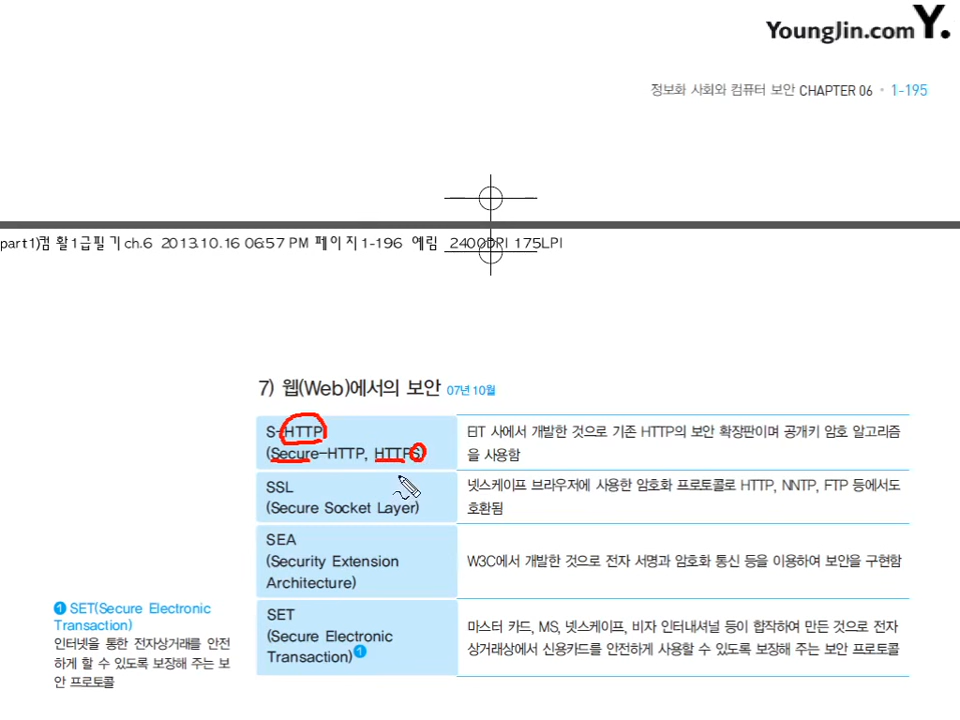 YoungJin.com Y.
정보화 사회와 컴퓨터 보안 CHAPTER 06 • 1-195
part1)컴 활1급필 기 ch.6 2013.10.16 06:57 PM 페이지1-196 예림 2400DPI 175LPI
7) 웹(Web)에서의 보안 07년 10월
S-HTTP
(Secure-HTTP, HTTPS)
EIT 사에서 개발한 것으로 기존 HTTP의 보안 확장판이며 공개키 암호 알고리즘
을 사용함
SSL
(Secure Socket Layer)
넷스케이프 브라우저에 사용한 암호화 프로토콜로 HTTP, NNTP, FTP 등에서도
호환됨
SEA
(Security Extension
Architecture)
W3C에서 개발한 것으로 전자 서명과 암호화 통신 등을 이용하여 보안을 구현함
SET
(Secure Electronic
Transaction)❶
마스터 카드, MS, 넷스케이프, 비자 인터내셔널 등이 합작하여 만든 것으로 전자
상거래상에서 신용카드를 안전하게 사용할 수 있도록 보장해 주는 보안 프로토콜
❶ SET(Secure Electronic
Transaction)
인터넷을 통한 전자상거래를 안전
하게 할 수 있도록 보장해 주는 보
안 프로토콜